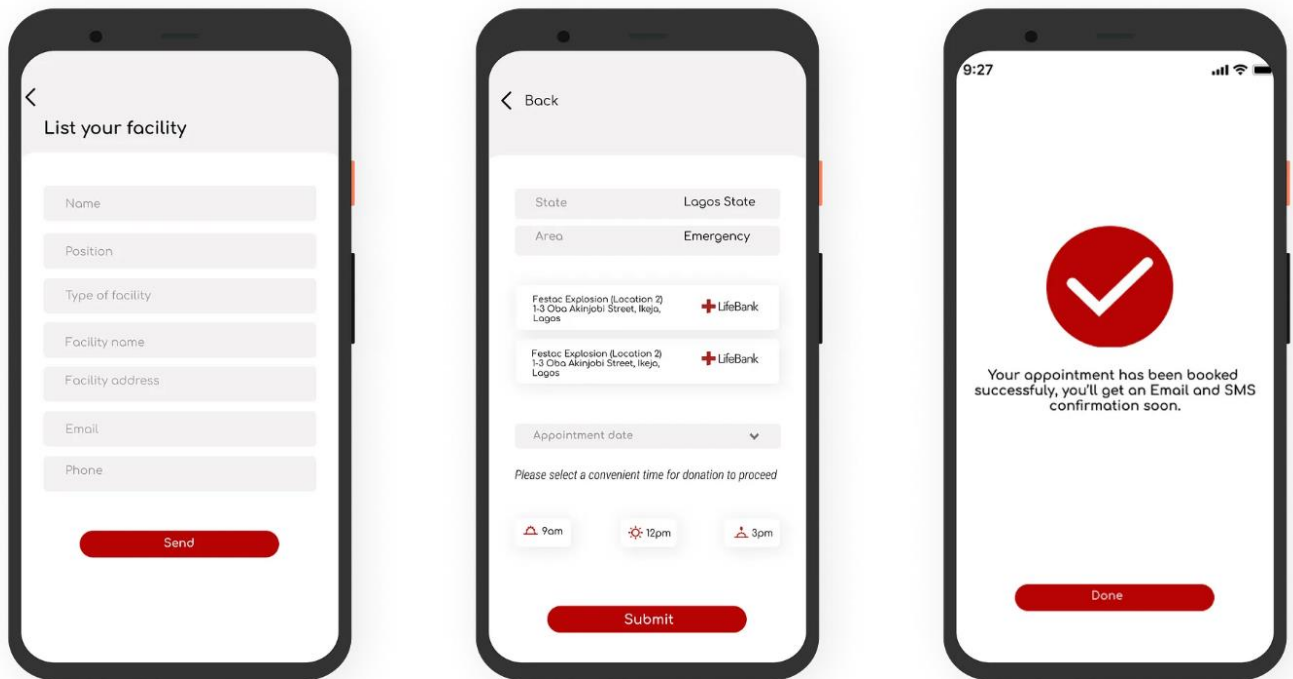 List your facility
Name
Position
Type of facility
Facility name
Facility address
Email
Phone
Send
Back
State Lagos State
Area Emergency
Festac Explosion (Location 2)
1-3 Oba Akinjobi Street, Ikeja,
Lagos
LifeBank
Festac Explosion (Location 2)
1-3 Oba Akinjobi Street, Ikeja,
Lagos
LifeBank
Appointment date
Please select a convenient time for donation to proceed
9am 12pm 3pm
Submit
9:27
Your appointment has been booked
successfuly, you'll get an Email and SMS
confirmation soon.
Done